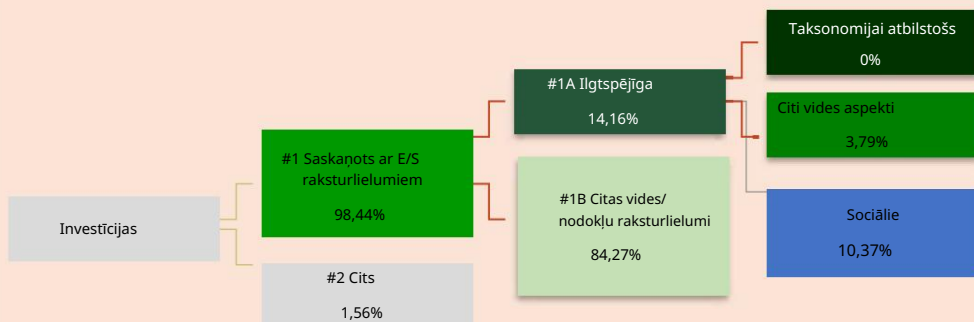 Investīcijas
#1 Saskaņots ar E/S
raksturlielumiem
98,44%
#2 Cits
1,56%
#1A Ilgtspējīga
14,16%
#1B Citas vides/
nodokļu raksturlielumi
84,27%
Taksonomijai atbilstošs
0%
Citi vides aspekti
3,79%
Sociālie
10,37%